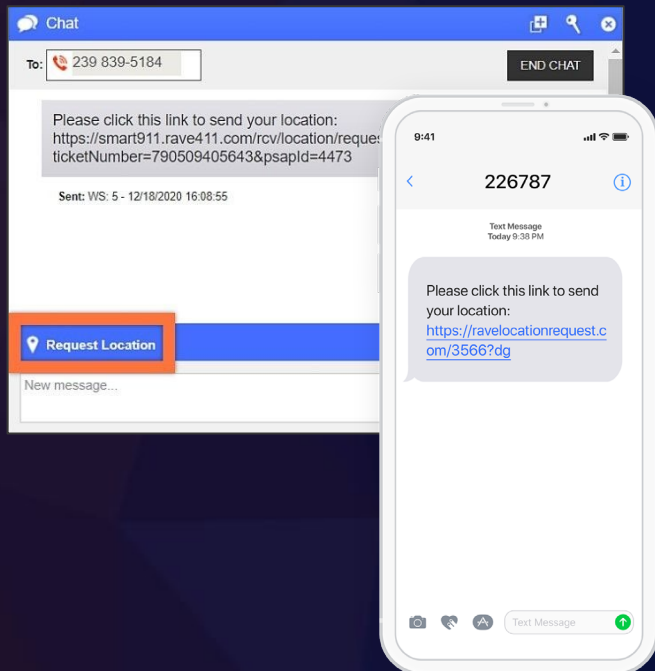 Chat
To: 239 839-5184
END CHAT
Please click this link to send your location:
https://smart911.rave411.com/rcv/location/reque
ticketNumber=790509405643&psapId=4473
Sent: WS: 5 - 12/18/2020 16:08:55
Request Location
New message...
9:41
226787
Text Message
Today 9:38 PM
Please click this link to send
your location:
https://ravelocationrequest.c
om/3566?dg
Text Message